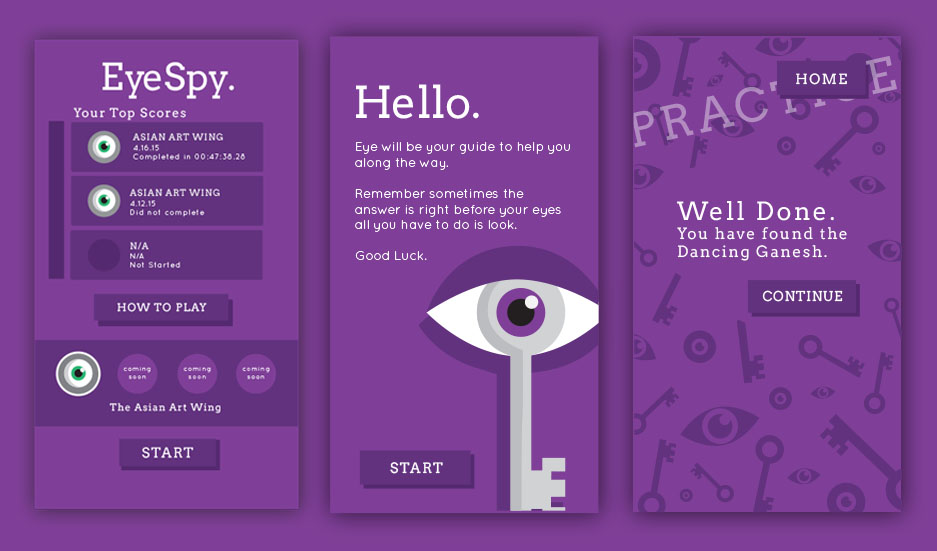 EyeSpy.
Your Top Scores
ASIAN ART WING
4.16.15
Completed in 00:47:38.28
ASIAN ART WING
4.12.15
Did not complete
N/A
N/A
Not Started
HOW TO PLAY
coming
soon
coming
soon
coming
soon
The Asian Art Wing
START
Hello.
Eye will be your guide to help you
along the way.
Remember sometimes the
answer is right before your eyes
all you have to do is look.
Good Luck.
START
HOME
PRACTICE
Well Done.
You have found the
Dancing Ganesh.
CONTINUE